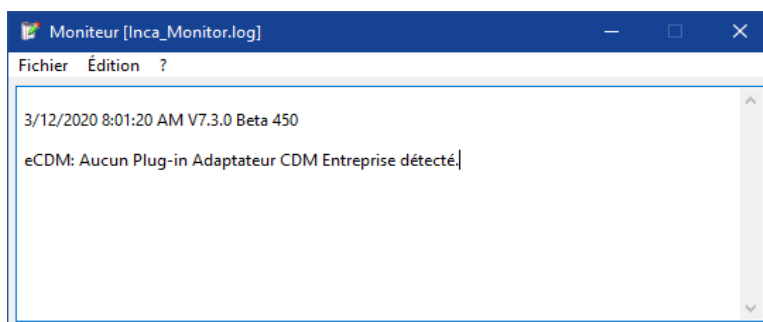 Moniteur [Inca_Monitor.log]
Fichier Édition ?
3/12/2020 8:01:20 AM V7.3.0 Beta 450
eCDM: Aucun Plug-in Adaptateur CDM Entreprise détecté.